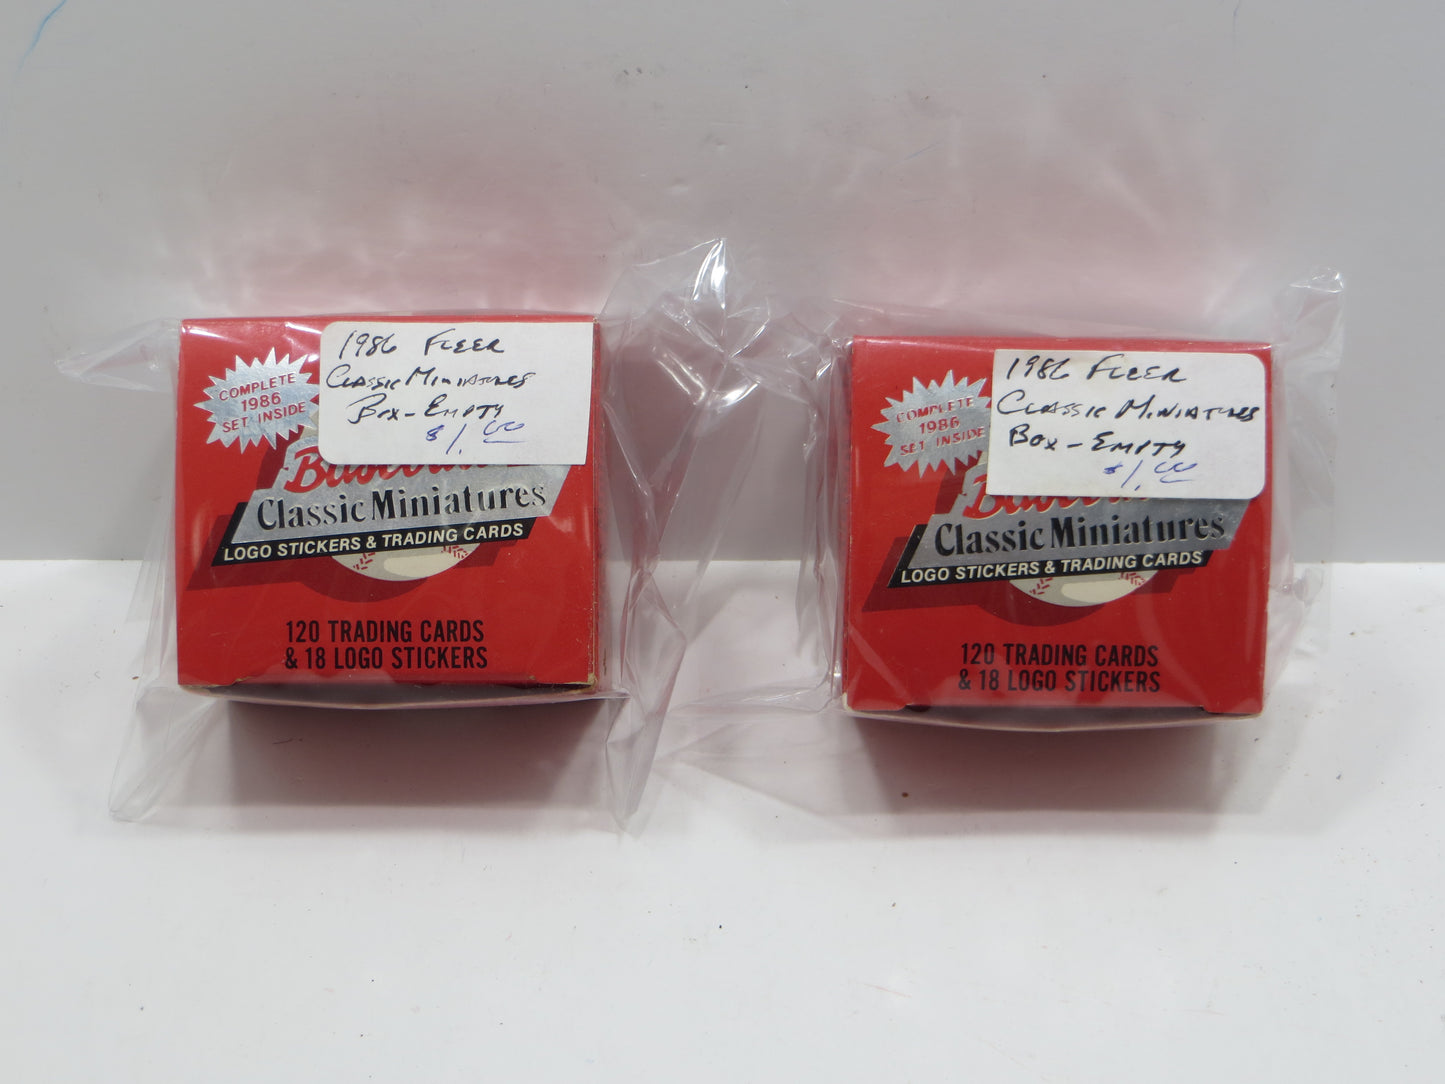 1986 FLEER
CLASSIC MINIATURES
BOX - EMPTY
$1.00
COMPLETE
1986
SET INSIDE
Classic Miniatures
LOGO STICKERS & TRADING CARDS
120 TRADING CARDS
& 18 LOGO STICKERS
1986 FLEER
CLASSIC MINIATURES
BOX - EMPTY
$1.00
COMPLETE
1986
SET INSIDE
Classic Miniatures
LOGO STICKERS & TRADING CARDS
120 TRADING CARDS
& 18 LOGO STICKERS